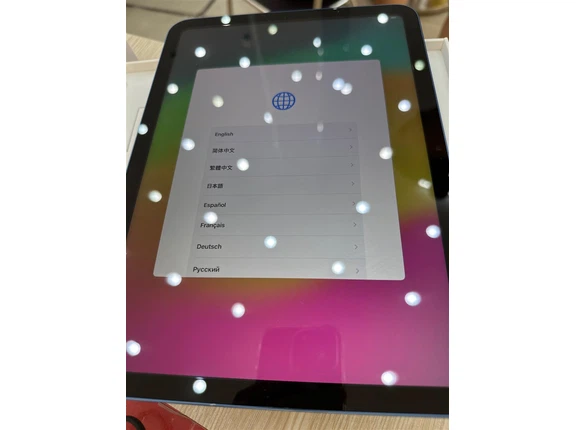 English
简体中文
繁體中文
日本語
Español
Français
Deutsch
Русский